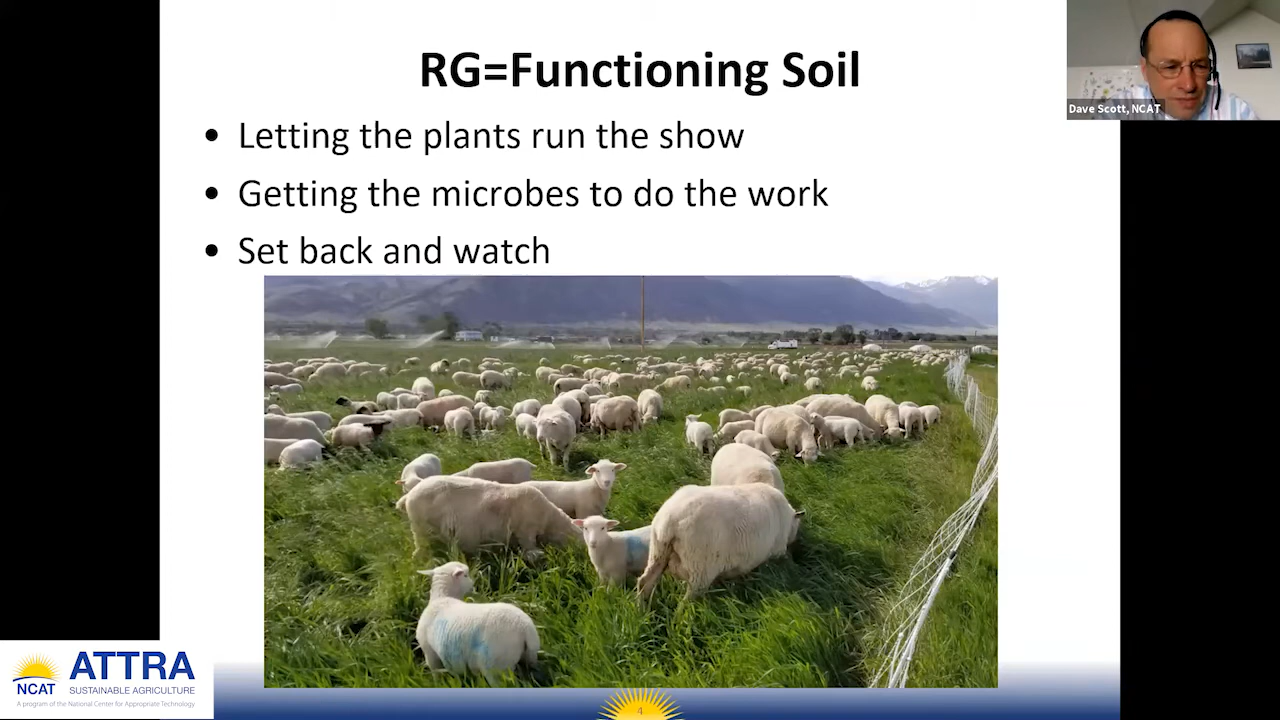 RG=Functioning Soil
• Letting the plants run the show
• Getting the microbes to do the work
• Set back and watch
Dave Scott, NCAT
NCAT
ATTRA
SUSTAINABLE AGRICULTURE
A program of the National Center for Appropriate Technology
4